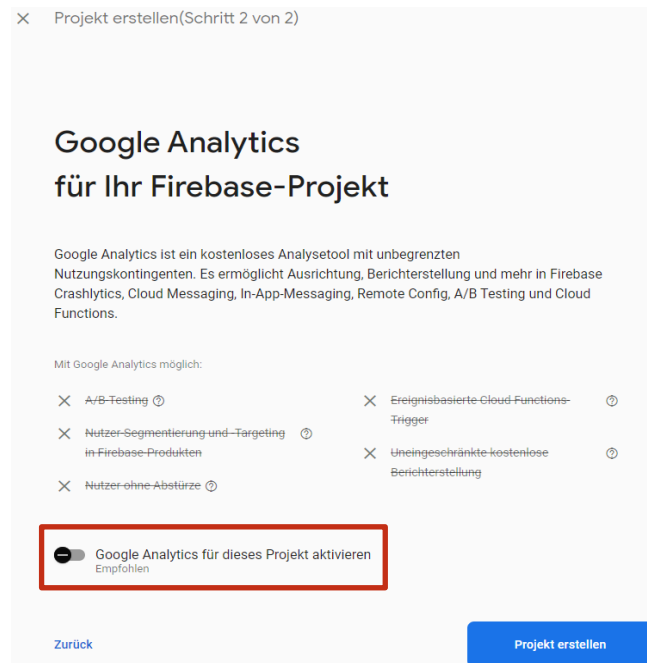 Projekt erstellen(Schritt 2 von 2)
Google Analytics
für Ihr Firebase-Projekt
Google Analytics ist ein kostenloses Analysetool mit unbegrenzten
Nutzungskontingenten. Es ermöglicht Ausrichtung, Berichterstellung und mehr in Firebase
Crashlytics, Cloud Messaging, In-App-Messaging, Remote Config, A/B Testing und Cloud
Functions.
Mit Google Analytics möglich:
A/B-Testing
Nutzer-Segmentierung und -Targeting
in Firebase-Produkten
Nutzer ohne Abstürze
Ereignisbasierte Cloud Functions-
Trigger
Uneingeschränkte kostenlose
Berichterstellung
Google Analytics für dieses Projekt aktivieren
Empfohlen
Zurück
Projekt erstellen